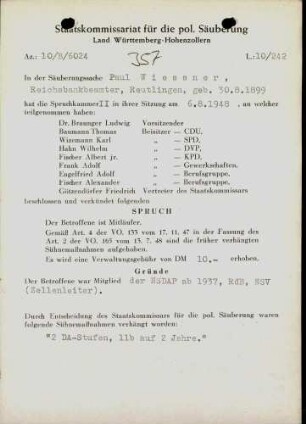 Staatskommissariat für die pol. Säuberung
Land Württemberg-Hohenzollern
Az.: 10/R/6024
357
L.10/242
In der Säuberungssache Paul Wiesener,
Reichsbankbeamter, Reutlingen, geb. 30.8.1899
hat die Spruchkammer II in ihrer Sitzung am 6.8.1948, an welcher
teilgenommen haben:
Dr. Brauger Ludwig Vorsitzender
Baumann Thomas Beisitzer — CDU,
Wizemann Karl „ — SPD,
Hahn Wilhelm „ — DVP,
Fischer Albert jr. „ — KPD,
Frank Adolf „ — Gewerkschaften.
Engelfried Adolf „ — Berufsgruppe,
Fischer Alexander „ — Berufsgruppe,
Götzendörfer Friedrich Vertreter des Staatskommissars
beschlossen und verkündet folgenden
SPRUCH
Der Betroffene ist Mitläufer.
Gemäß Art. 4 der VO. 133 vom 17. 11. 47 in der Fassung des
Art. 2 der VO. 165 vom 13. 7. 48 sind die früher verhängten
Sühnemaßnahmen aufgehoben.
Es wird eine Verwaltungsgebühr von DM 10.— erhoben.
Gründe
Der Betroffene war Mitglied der NSDAP ab 1937, RdB, NSV
(Zellenleiter).
Durch Entscheidung des Staatskommissars für die pol. Säuberung waren
folgende Sühnemaßnahmen verhängt worden:
"2 DA-Stufen, 11b auf 2 Jahre."